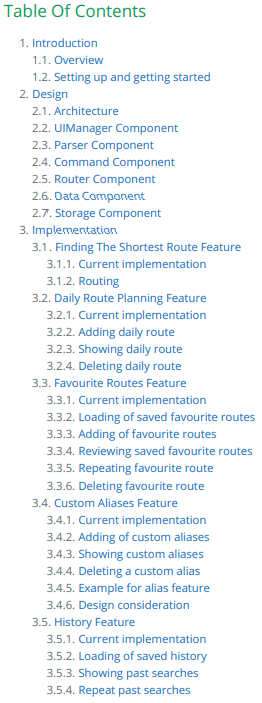 Table Of Contents
1. Introduction
1.1. Overview
1.2. Setting up and getting started
2. Design
2.1. Architecture
2.2. UIManager Component
2.3. Parser Component
2.4. Command Component
2.5. Router Component
2.6. Data Component
2.7. Storage Component
3. Implementation
3.1. Finding The Shortest Route Feature
3.1.1. Current implementation
3.1.2. Routing
3.2. Daily Route Planning Feature
3.2.1. Current implementation
3.2.2. Adding daily route
3.2.3. Showing daily route
3.2.4. Deleting daily route
3.3. Favourite Routes Feature
3.3.1. Current implementation
3.3.2. Loading of saved favourite routes
3.3.3. Adding of favourite routes
3.3.4. Reviewing saved favourite routes
3.3.5. Repeating favourite route
3.3.6. Deleting favourite route
3.4. Custom Aliases Feature
3.4.1. Current implementation
3.4.2. Adding of custom aliases
3.4.3. Showing custom aliases
3.4.4. Deleting a custom alias
3.4.5. Example for alias feature
3.4.6. Design consideration
3.5. History Feature
3.5.1. Current implementation
3.5.2. Loading of saved history
3.5.3. Showing past searches
3.5.4. Repeat past searches